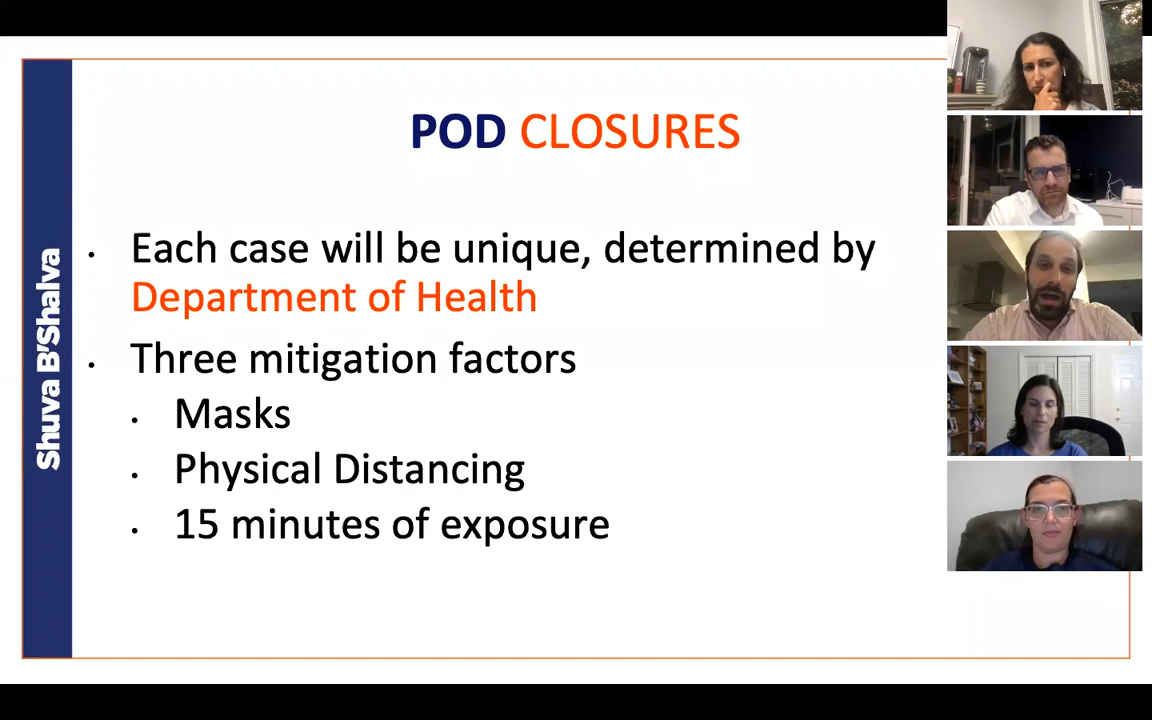 POD CLOSURES
Shuva B'Shalva
Each case will be unique, determined by
Department of Health
Three mitigation factors
Masks
Physical Distancing
15 minutes of exposure